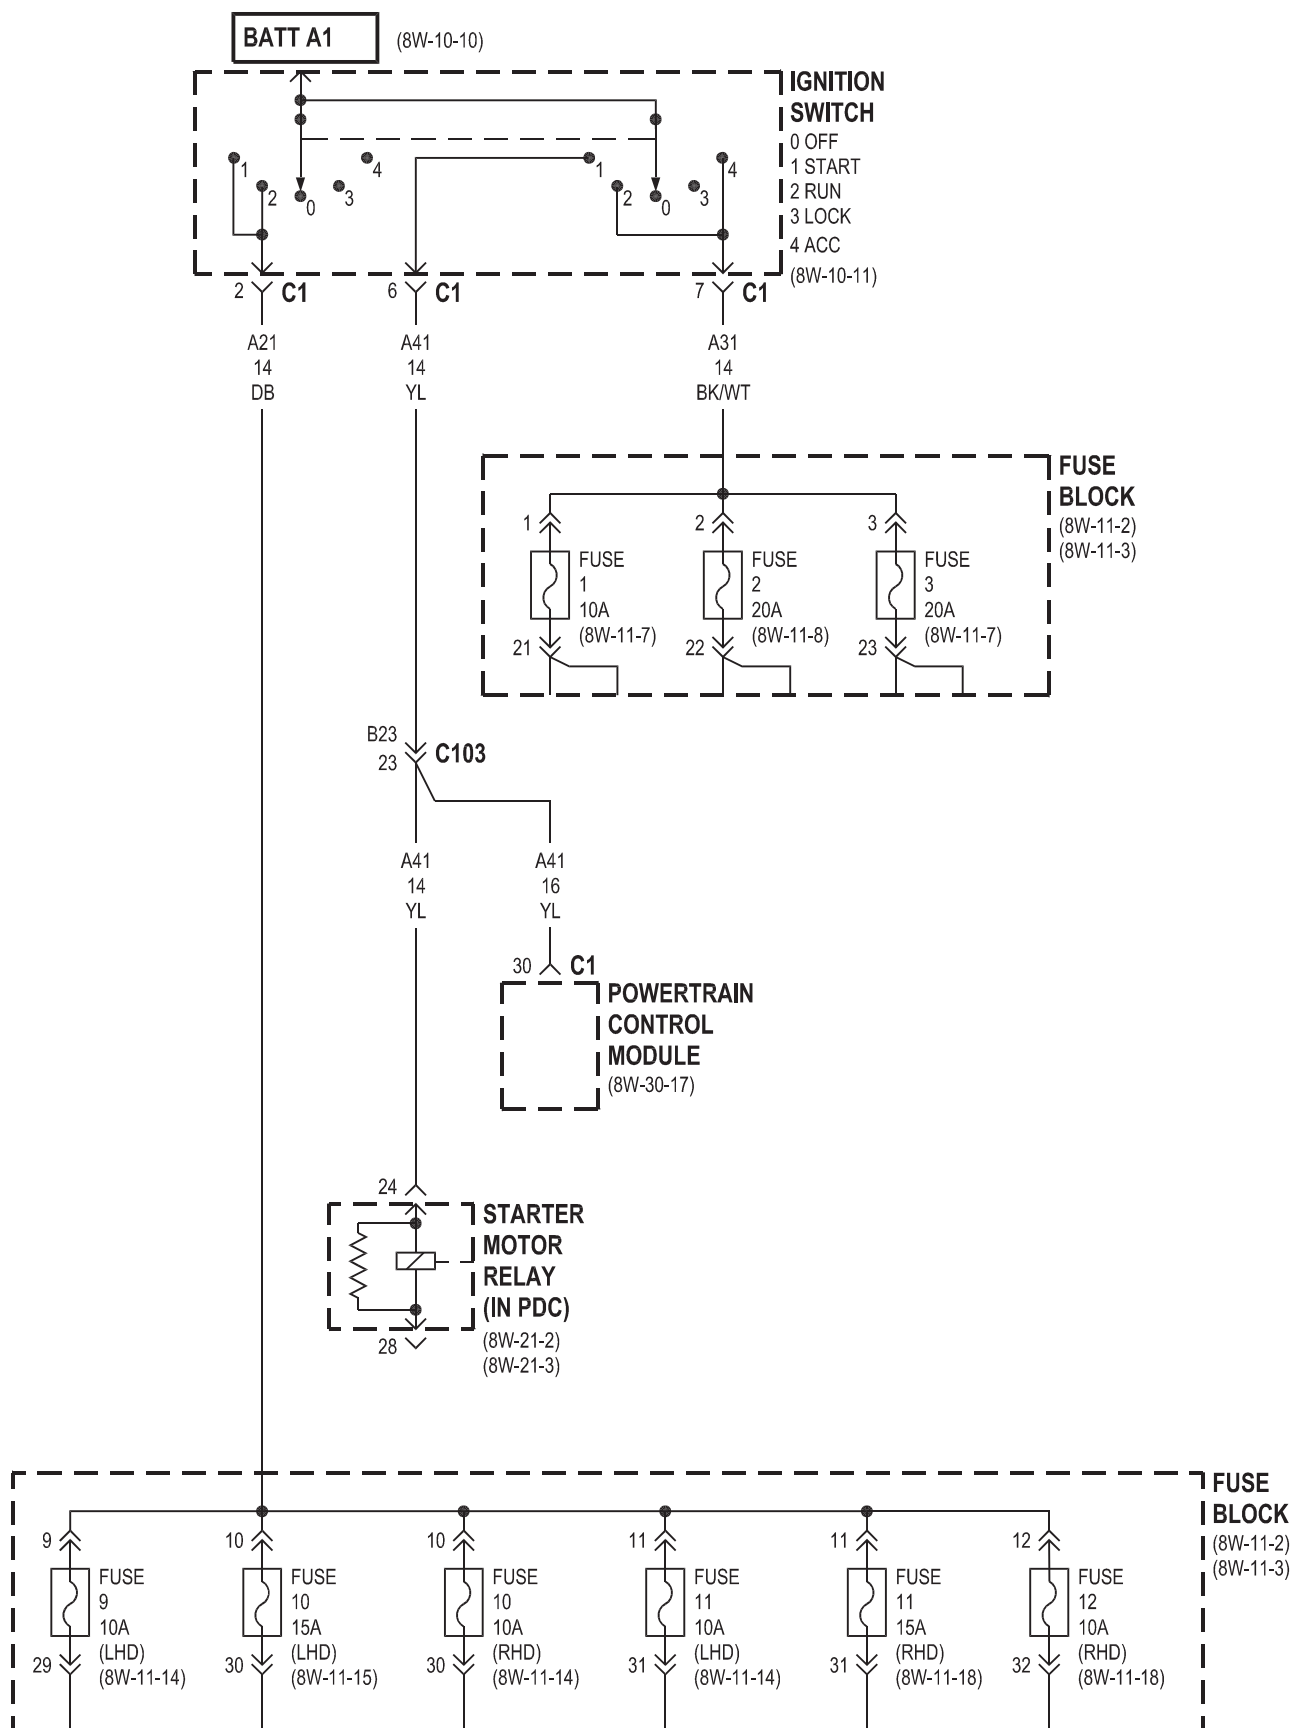 BATT A1
(8W-10-10)
IGNITION
SWITCH
0 OFF
1 START
2 RUN
3 LOCK
4 ACC
(8W-10-11)
1
2
0
3
4
1
2
0
3
4
2 C1
6 C1
7 C1
A21
14
DB
A41
14
YL
A31
14
BK/WT
FUSE
BLOCK
(8W-11-2)
(8W-11-3)
1
FUSE
1
10A
(8W-11-7)
21
2
FUSE
2
20A
(8W-11-8)
22
3
FUSE
3
20A
(8W-11-7)
23
B23
23
C103
A41
14
YL
A41
16
YL
30 C1
POWERTRAIN
CONTROL
MODULE
(8W-30-17)
24
STARTER
MOTOR
RELAY
(IN PDC)
(8W-21-2)
(8W-21-3)
28
FUSE
BLOCK
(8W-11-2)
(8W-11-3)
9
FUSE
9
10A
(LHD)
(8W-11-14)
29
10
FUSE
10
15A
(LHD)
(8W-11-15)
30
10
FUSE
10
10A
(RHD)
(8W-11-14)
30
11
FUSE
11
10A
(LHD)
(8W-11-14)
31
11
FUSE
11
15A
(RHD)
(8W-11-18)
31
12
FUSE
12
10A
(RHD)
(8W-11-18)
32